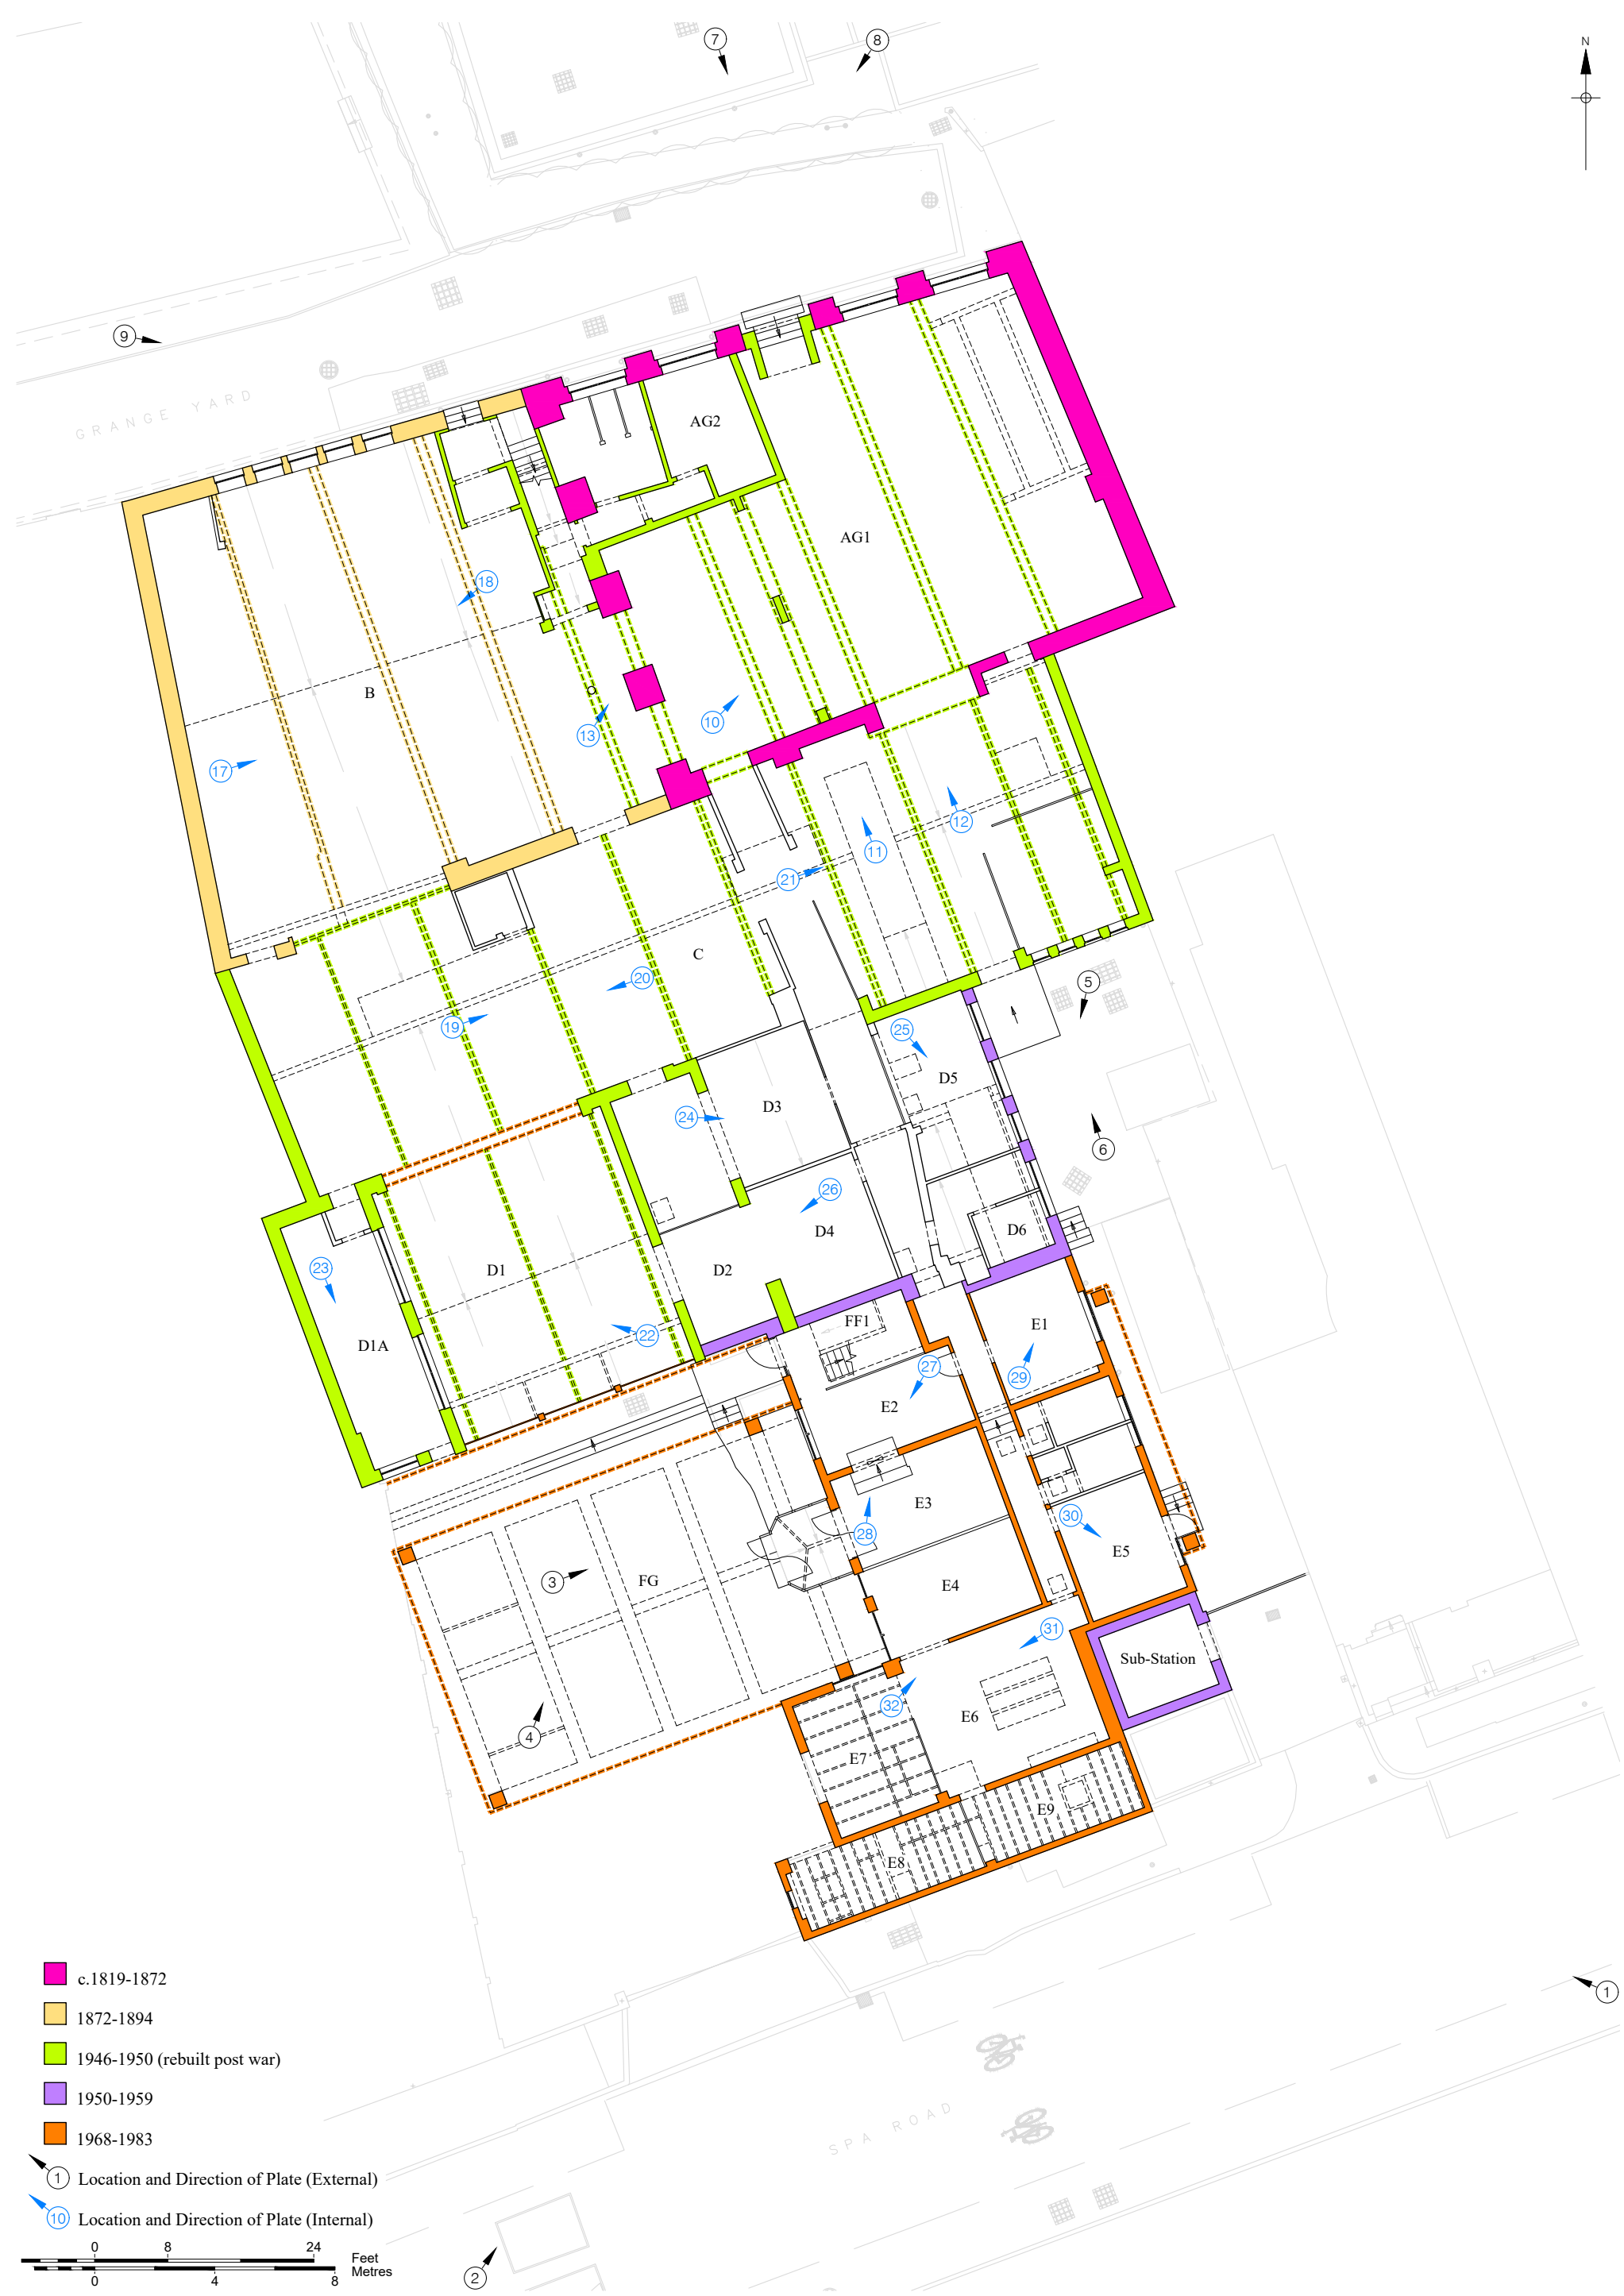 7
8
N
9
GRANGE YARD
AG2
AG1
18
B
13
10
17
12
11
21
C
20
5
19
25
D5
D3
24
6
26
D6
D4
23
D1
D2
FF1
E1
22
D1A
27
29
E2
E3
28
30
E5
3
FG
E4
31
Sub-Station
32
E6
4
E7
E9
E8
c.1819-1872
1872-1894
1946-1950 (rebuilt post war)
1950-1959
1968-1983
1
1 Location and Direction of Plate (External)
10 Location and Direction of Plate (Internal)
SPA ROAD
2
0 8 24
Feet
Metres
0 4 8